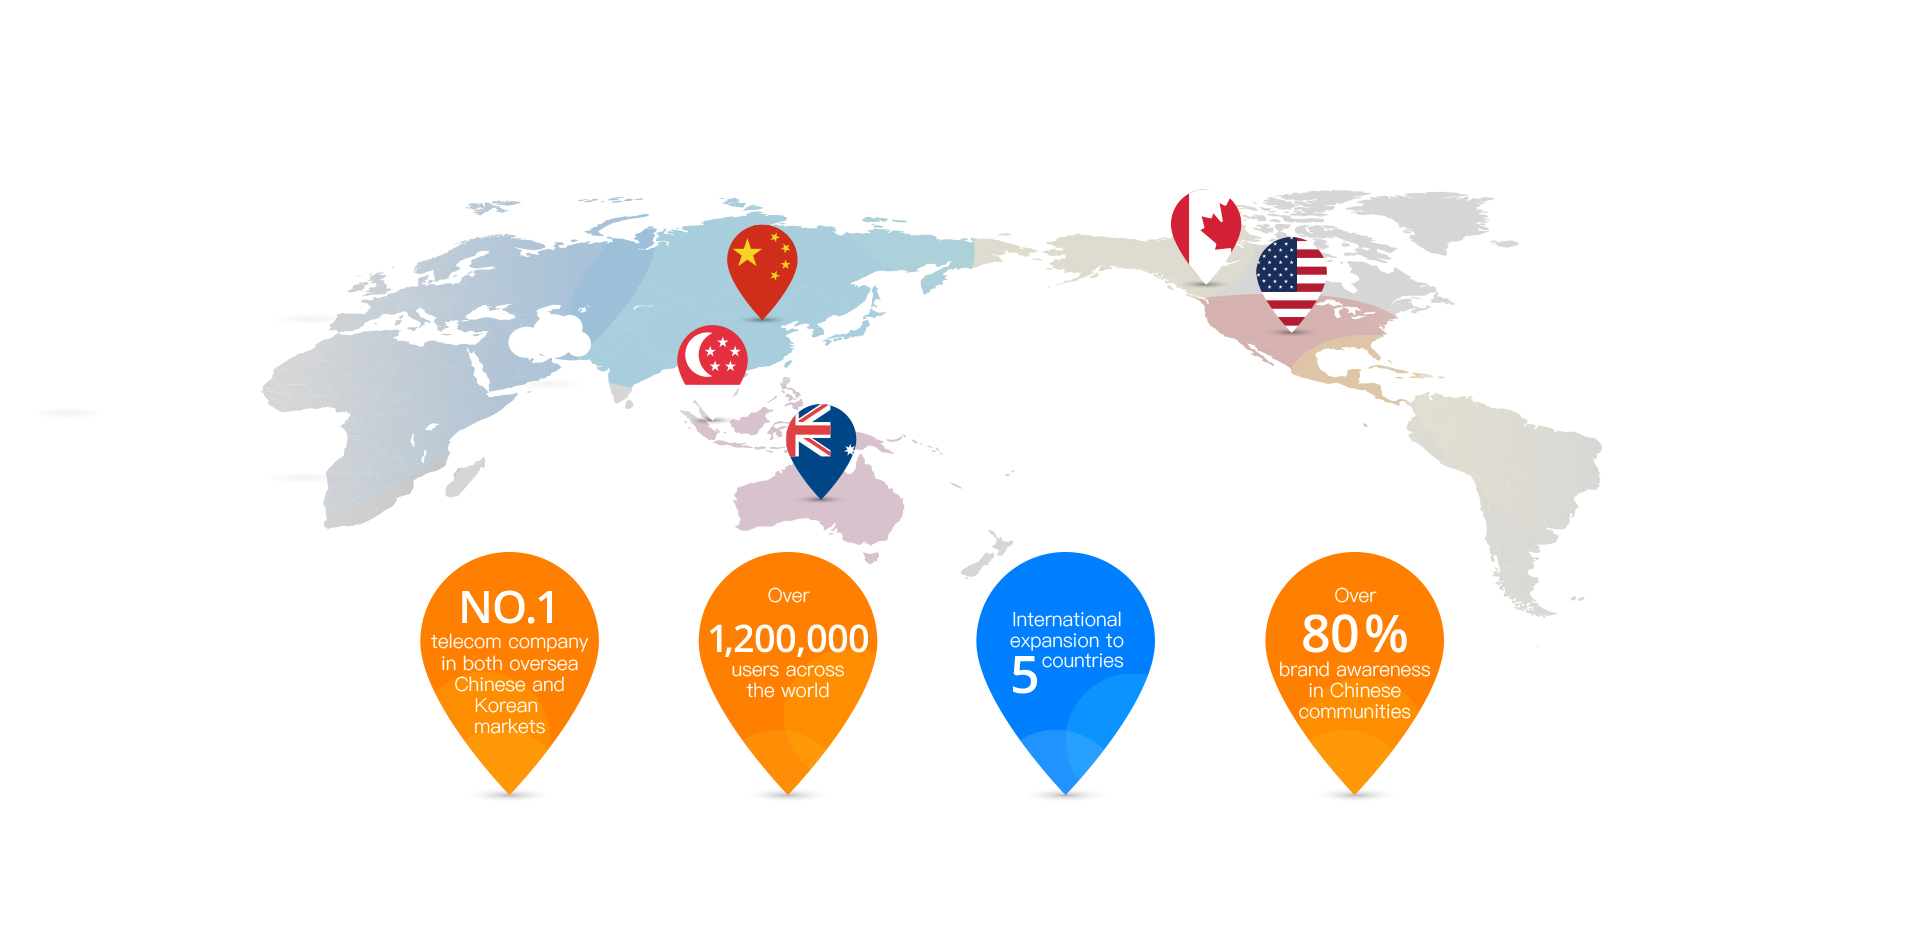 NO.1
telecom company
in both oversea
Chinese and
Korean
markets
Over
1,200,000
users across
the world
International
expansion to
5 countries
Over
80%
brand awareness
in Chinese
communities